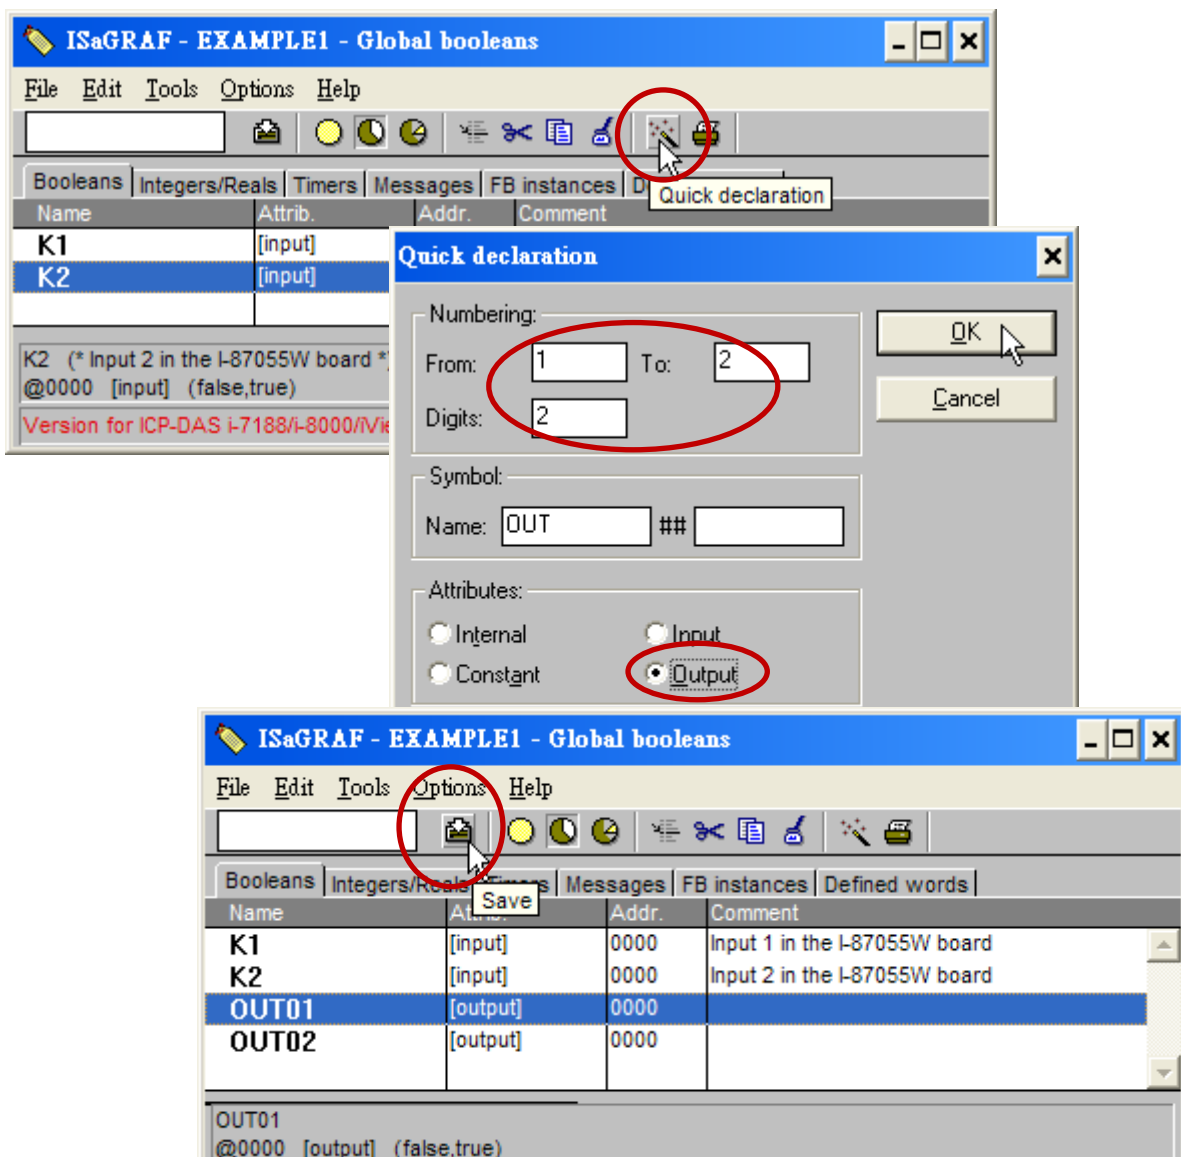 ISaGRAF - EXAMPLE1 - Global booleans
File Edit Tools Options Help
Booleans Integers/Reals Timers Messages FB instances
Quick declaration
Name Attrib. Addr. Comment
K1 [input]
K2 [input]
K2 (* Input 2 in the I-87055W board *)
@0000 [input] (false,true)
Version for ICP-DAS i-7188/i-8000/
Quick declaration
Numbering:
From: 1 To: 2
Digits: 2
OK
Cancel
Symbol:
Name: OUT ##
Attributes:
Internal Input
Constant Output
ISaGRAF - EXAMPLE1 - Global booleans
File Edit Tools Options Help
Booleans Integers/Reals Timers Messages FB instances Defined words
Save
Name Attrib. Addr. Comment
K1 [input] 0000 Input 1 in the I-87055W board
K2 [input] 0000 Input 2 in the I-87055W board
OUT01 [output] 0000
OUT02 [output] 0000
OUT01
@0000 [output] (false,true)